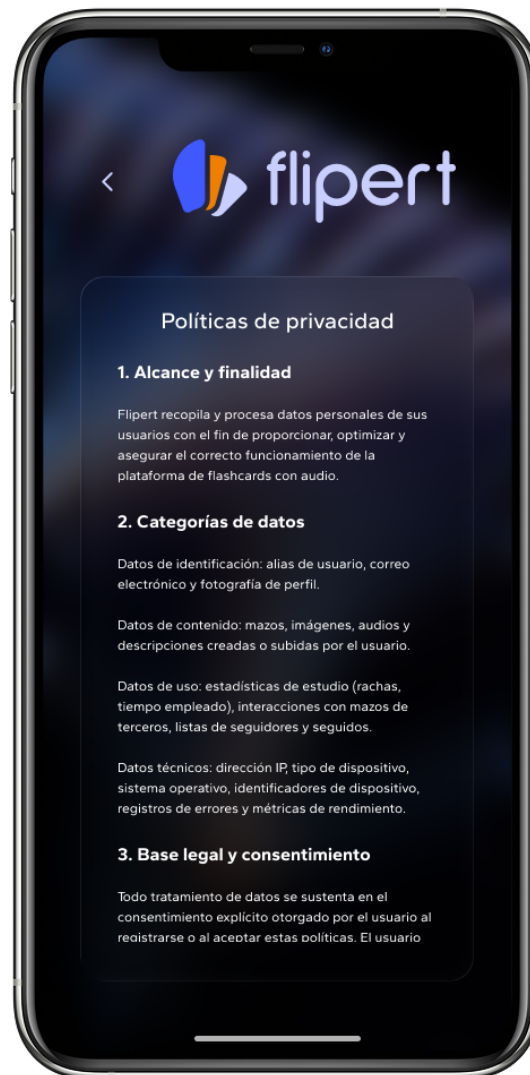 flipert
Políticas de privacidad
1. Alcance y finalidad
Flipert recopila y procesa datos personales de sus
usuarios con el fin de proporcionar, optimizar y
asegurar el correcto funcionamiento de la
plataforma de flashcards con audio.
2. Categorías de datos
Datos de identificación: alias de usuario, correo
electrónico y fotografía de perfil.
Datos de contenido: mazos, imágenes, audios y
descripciones creadas o subidas por el usuario.
Datos de uso: estadísticas de estudio (rachas,
tiempo empleado), interacciones con mazos de
terceros, listas de seguidores y seguidos.
Datos técnicos: dirección IP, tipo de dispositivo,
sistema operativo, identificadores de dispositivo,
registros de errores y métricas de rendimiento.
3. Base legal y consentimiento
Todo tratamiento de datos se sustenta en el
consentimiento explícito otorgado por el usuario al
registrarse o al aceptar estas políticas. El usuario